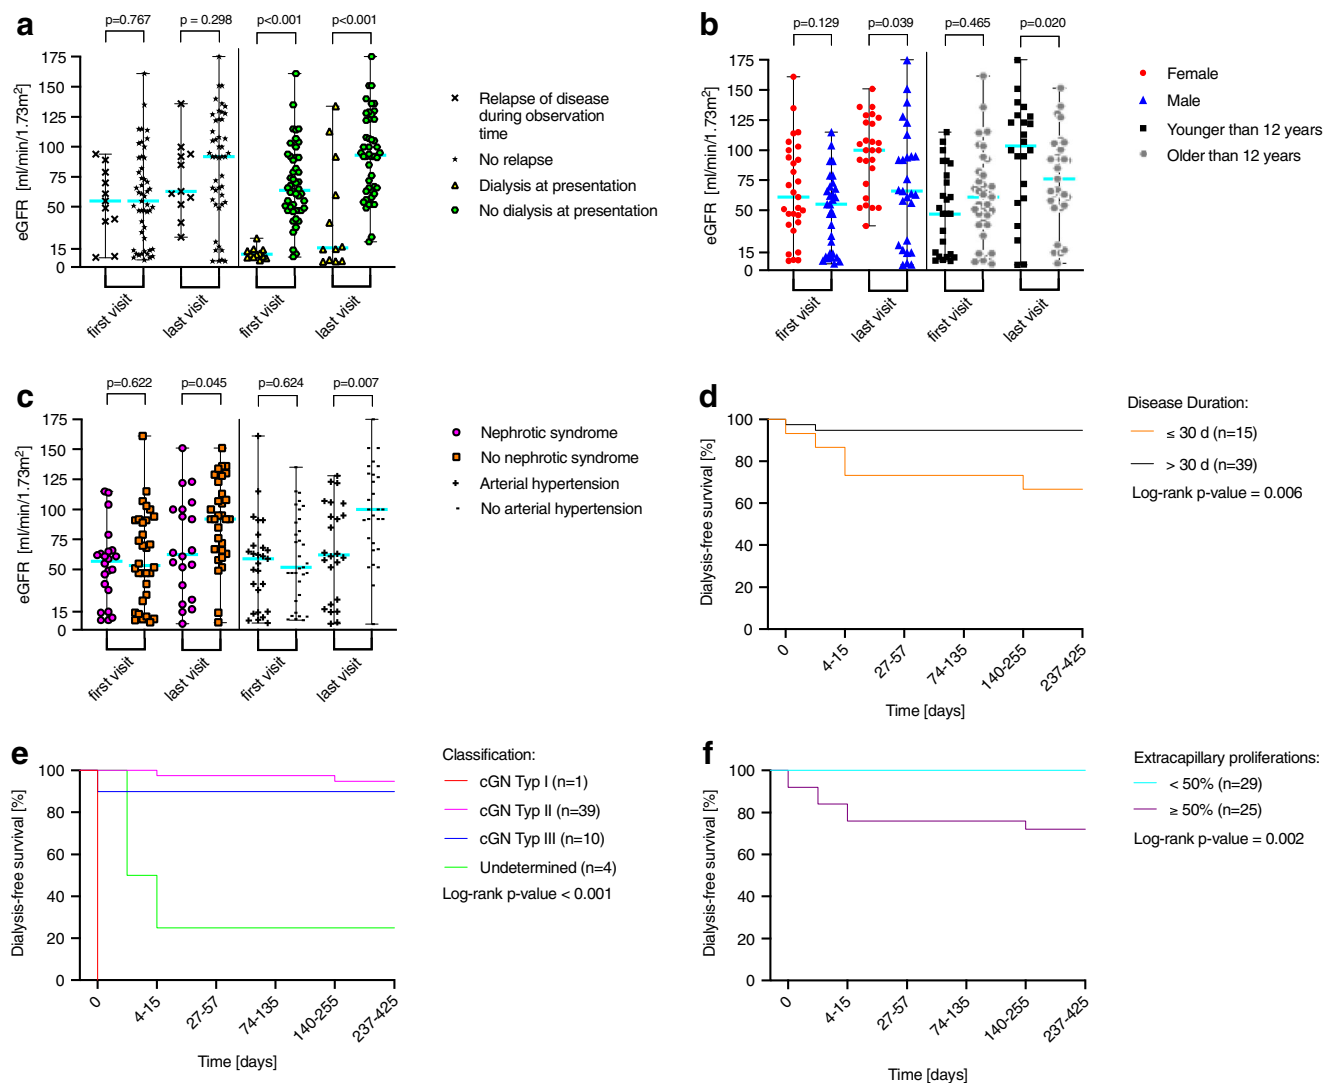 a
p=0.767
p = 0.298
p<0.001
p<0.001
eGFR [ml/min/1.73m²]
175
150
125
100
75
50
15
0
first visit
last visit
first visit
last visit
Relapse of disease
during observation
time
No relapse
Dialysis at presentation
No dialysis at presentation
b
p=0.129
p=0.039
p=0.465
p=0.020
eGFR [ml/min/1.73m²]
175
150
125
100
75
50
15
0
first visit
last visit
first visit
last visit
Female
Male
Younger than 12 years
Older than 12 years
c
p=0.622
p=0.045
p=0.624
p=0.007
eGFR [ml/min/1.73m²]
175
150
125
100
75
50
15
0
first visit
last visit
first visit
last visit
Nephrotic syndrome
No nephrotic syndrome
Arterial hypertension
No arterial hypertension
d
Dialysis-free survival [%]
100
80
60
40
20
0
0
4-15
27-57
74-135
140-255
237-425
Time [days]
Disease Duration:
≤ 30 d (n=15)
> 30 d (n=39)
Log-rank p-value = 0.006
e
Dialysis-free survival [%]
100
80
60
40
20
0
0
4-15
27-57
74-135
140-255
237-425
Time [days]
Classification:
cGN Typ I (n=1)
cGN Typ II (n=39)
cGN Typ III (n=10)
Undetermined (n=4)
Log-rank p-value < 0.001
f
Dialysis-free survival [%]
100
80
60
40
20
0
0
4-15
27-57
74-135
140-255
237-425
Time [days]
Extracapillary proliferations:
< 50% (n=29)
≥ 50% (n=25)
Log-rank p-value = 0.002